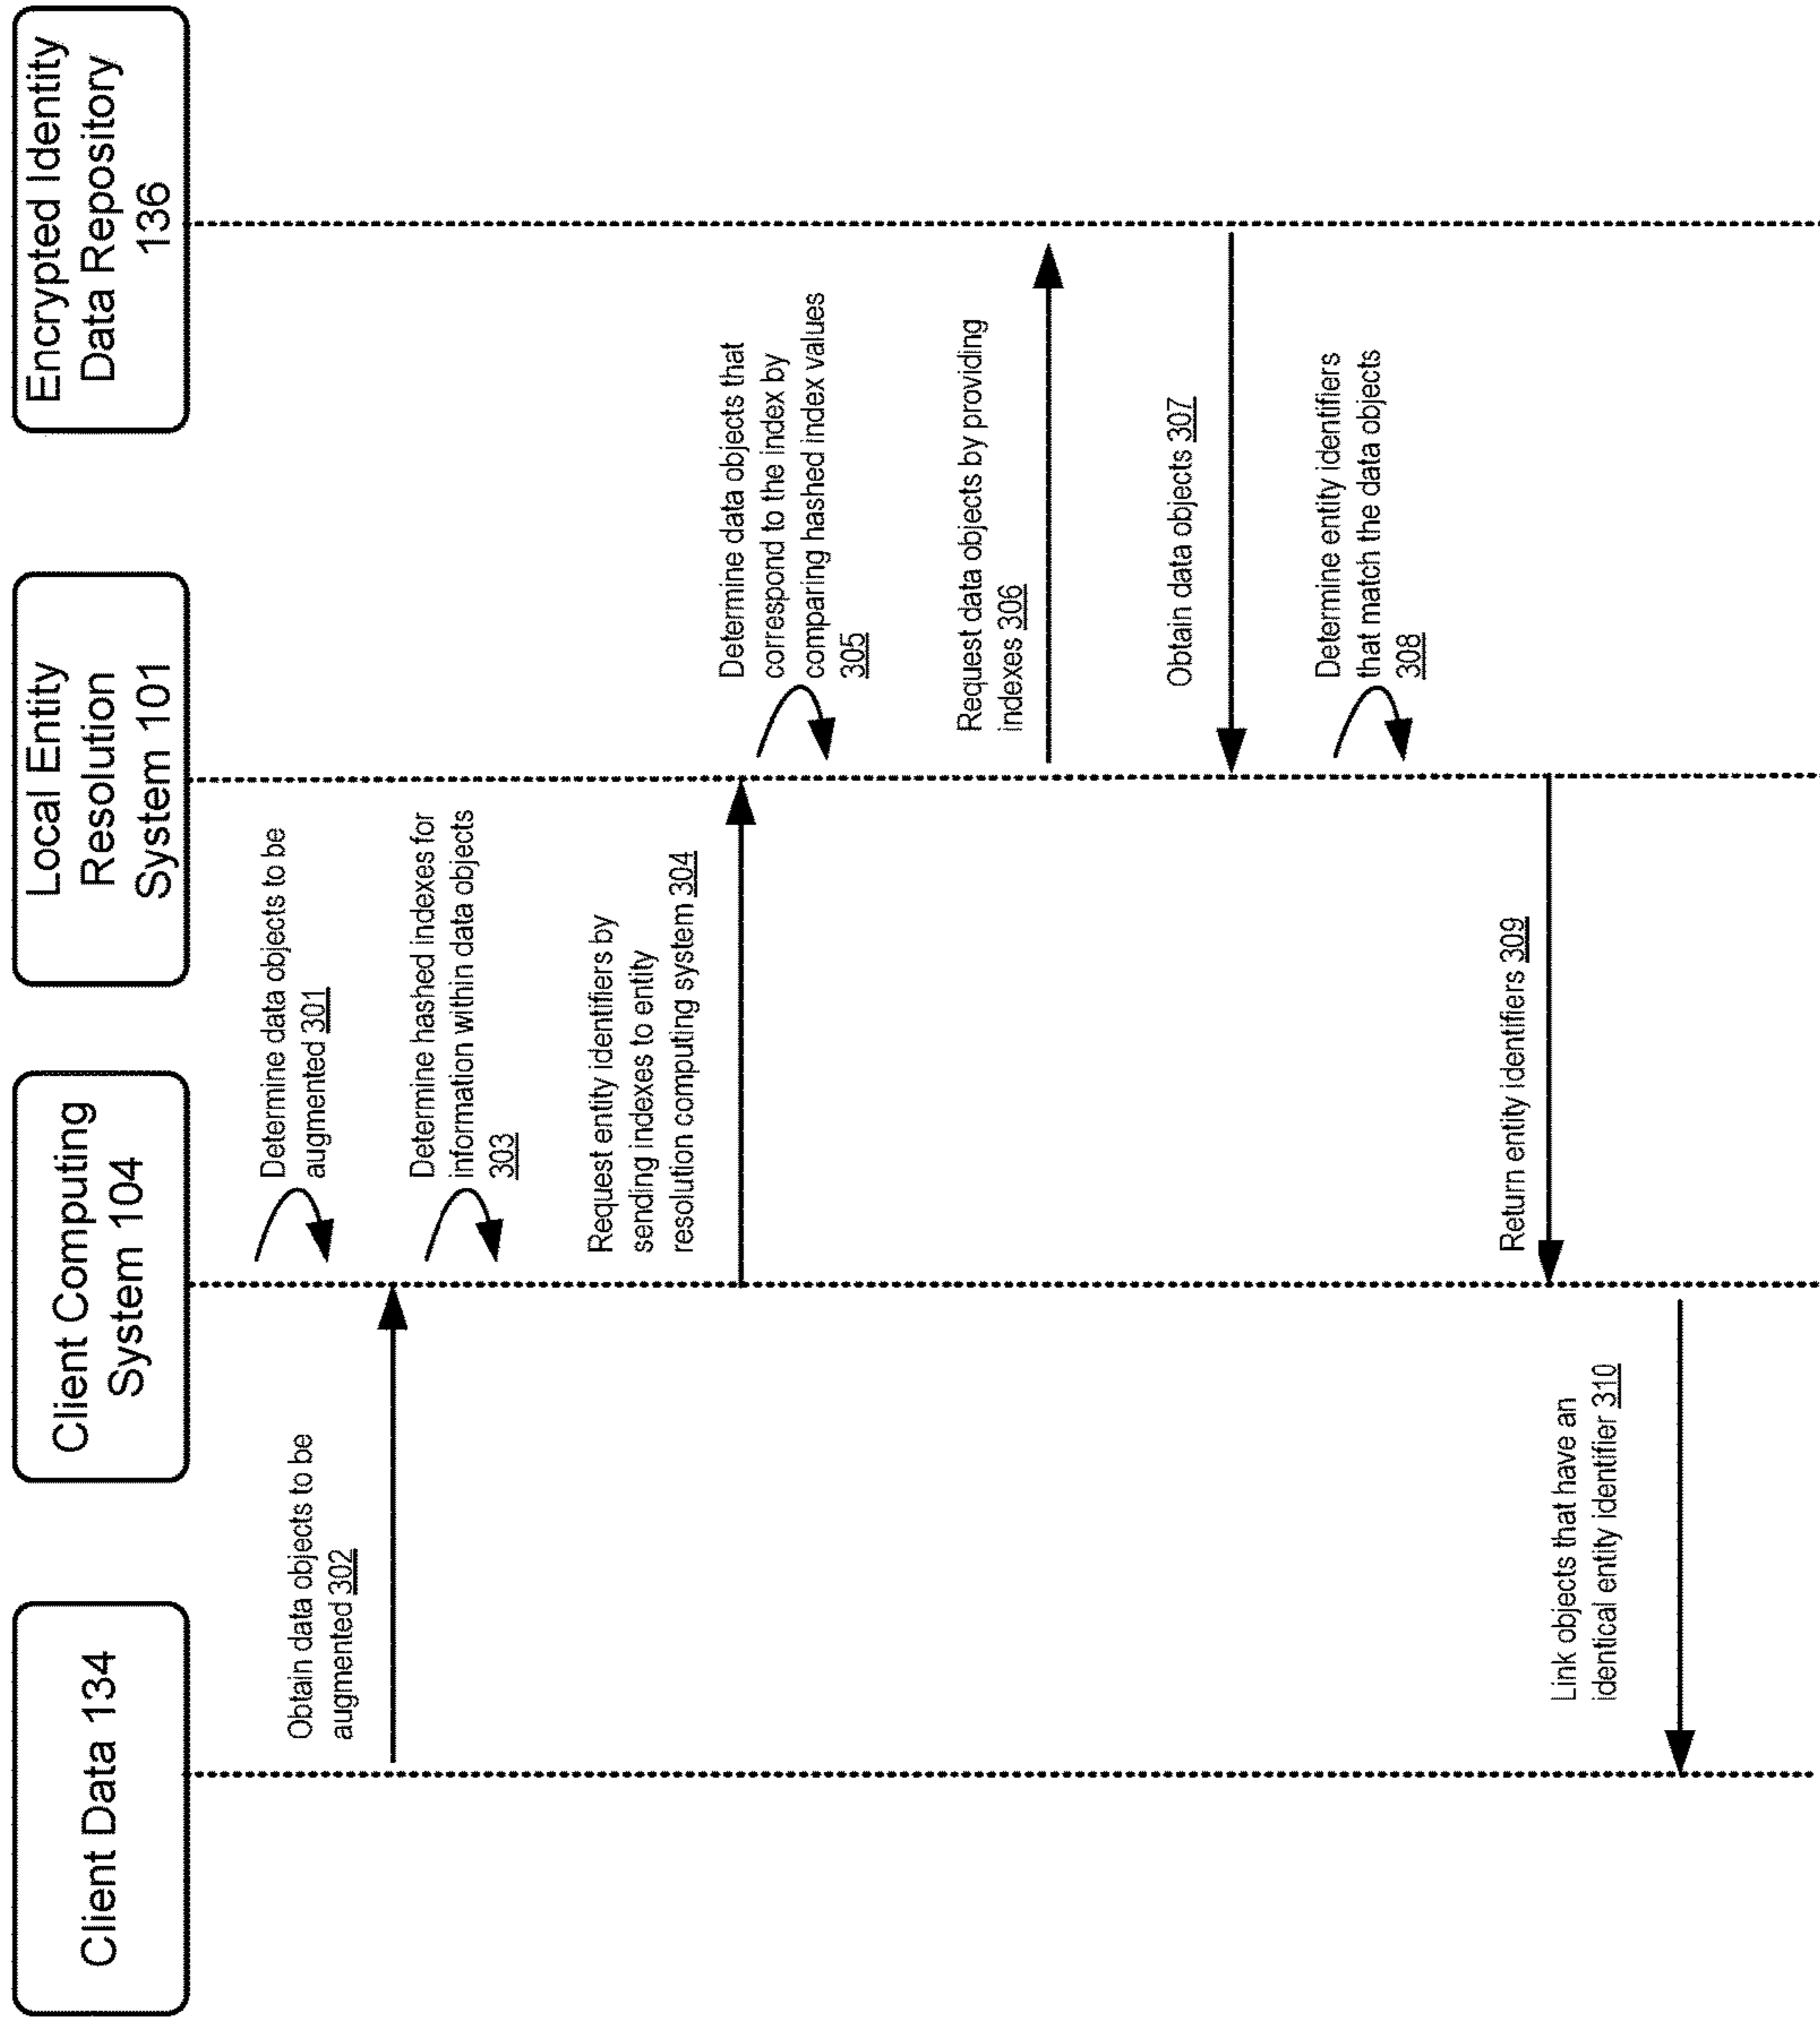 Client Data 134
Client Computing
System 104
Local Entity
Resolution
System 101
Encrypted Identity
Data Repository
136
Determine data objects to be
augmented 301
Obtain data objects to be
augmented 302
Determine hashed indexes for
information within data objects
303
Request entity identifiers by
sending indexes to entity
resolution computing system 304
Determine data objects that
correspond to the index by
comparing hashed index values
305
Request data objects by providing
indexes 306
Obtain data objects 307
Determine entity identifiers
that match the data objects
308
Return entity identifiers 309
Link objects that have an
identical entity identifier 310